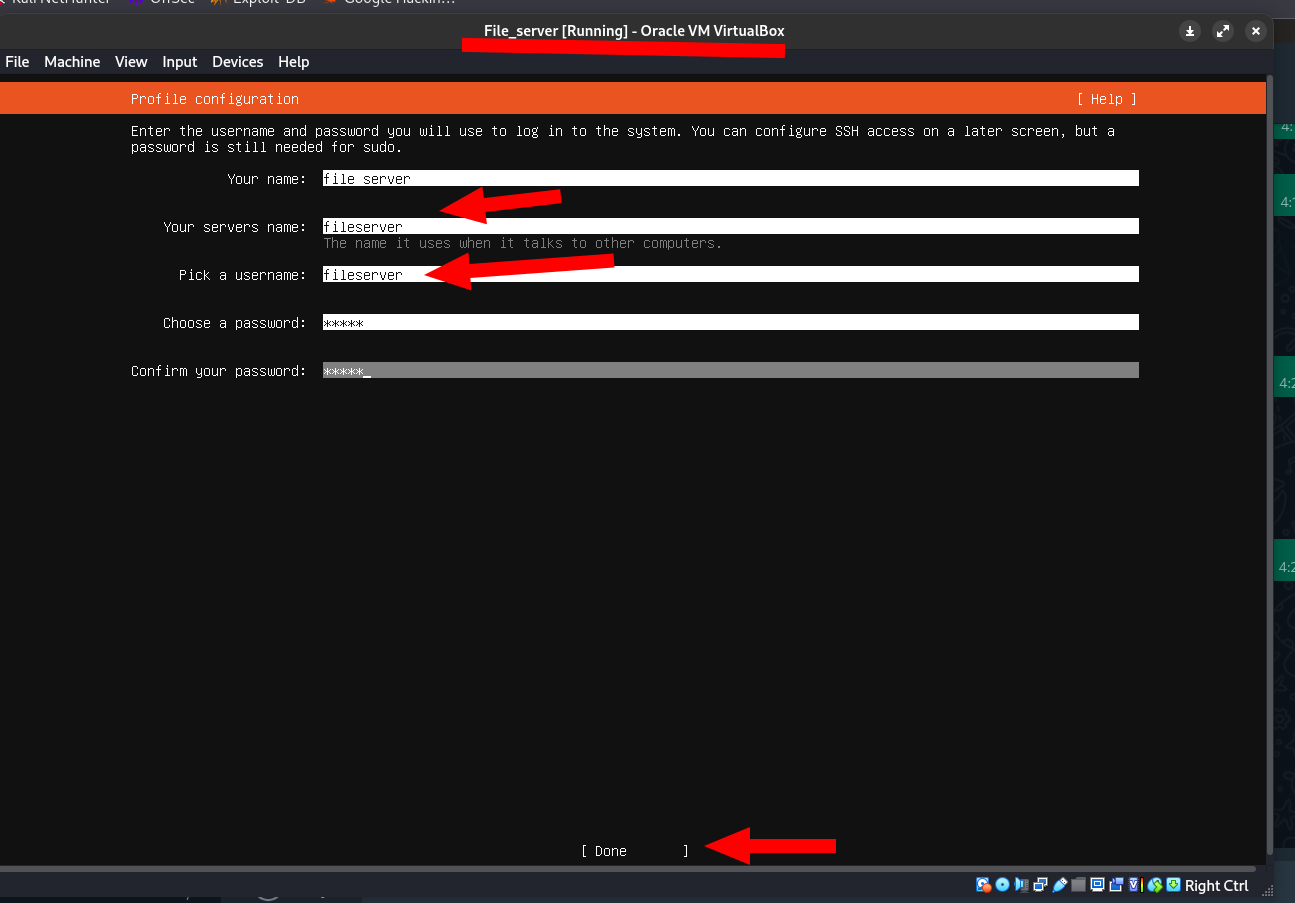 Kali NetHunter OffSec Exploit-DB Google Hackin...
File_server [Running] - Oracle VM VirtualBox
File Machine View Input Devices Help
Profile configuration [ Help ]
Enter the username and password you will use to log in to the system. You can configure SSH access on a later screen, but a
password is still needed for sudo.
Your name: file server
Your servers name: fileserver
The name it uses when it talks to other computers.
Pick a username: fileserver
Choose a password: *****
Confirm your password: *****_
[ Done ]
Right Ctrl